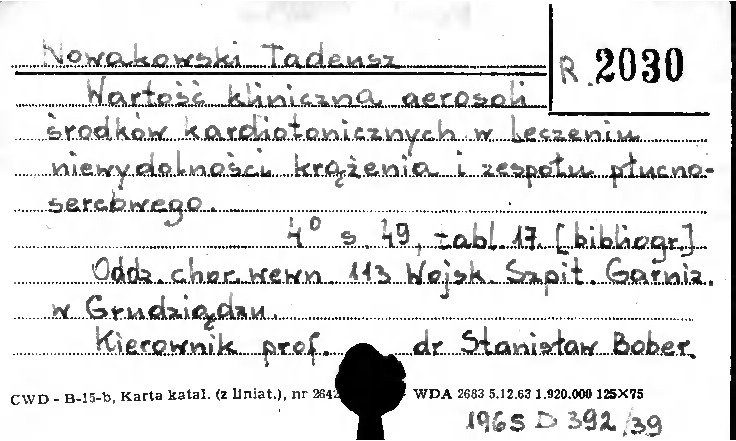 Nowakowski Tadeusz
R. 2030
Wartość kliniczna aerosoli
środków kardiotonicznych w leczeniu
niewydolności krążenia i zespołu płucno-
sercowego.
4° s. 49, tabl. 17. [bibliogr.]
Oddz. chor. wewn. 113 Wojsk. Szpit. Garniz.
w Grudziądzu.
Kierownik prof. dr Stanisław Bober.
CWD - B-15-b, Karta katal. (z liniat.), nr 2642 WDA 2683 5.12.63 1.920.000 125×75
1965 D 392/39